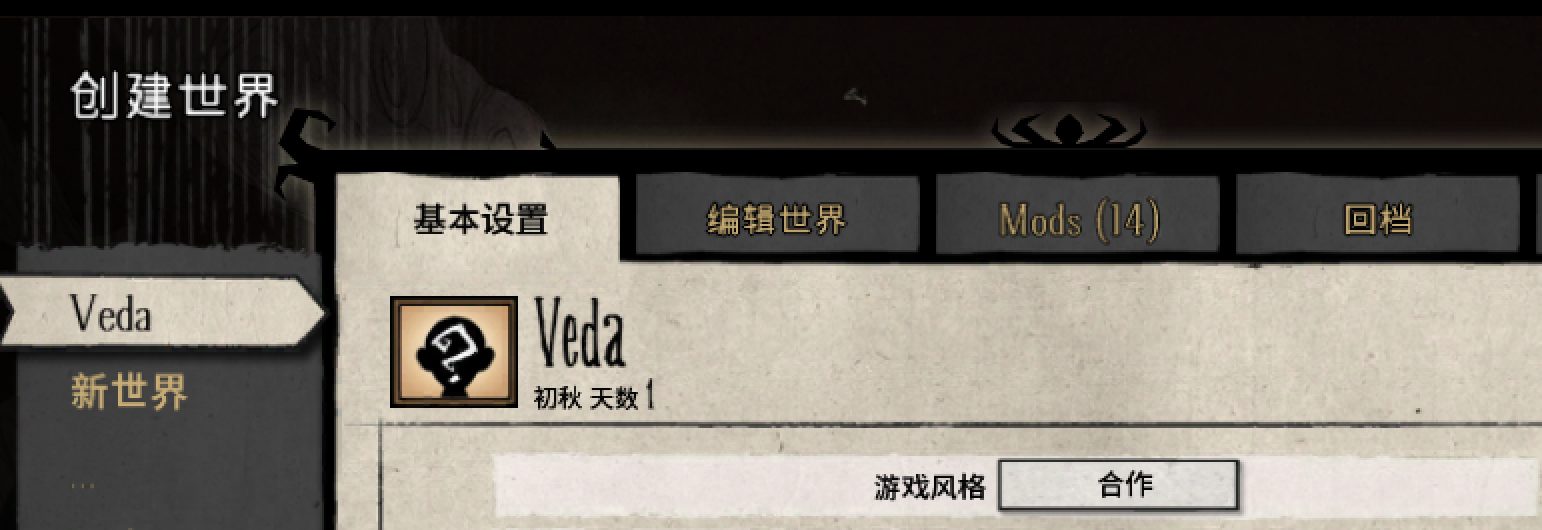 创建世界
基本设置 编辑世界 Mods (14) 回档
Veda
新世界
...
Veda
初秋 天数 1
游戏风格 合作